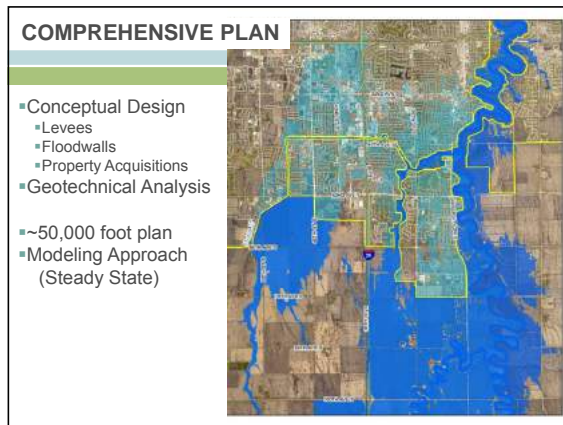 COMPREHENSIVE PLAN
▪Conceptual Design
▪Levees
▪Floodwalls
▪Property Acquisitions
▪Geotechnical Analysis
▪~50,000 foot plan
▪Modeling Approach
(Steady State)